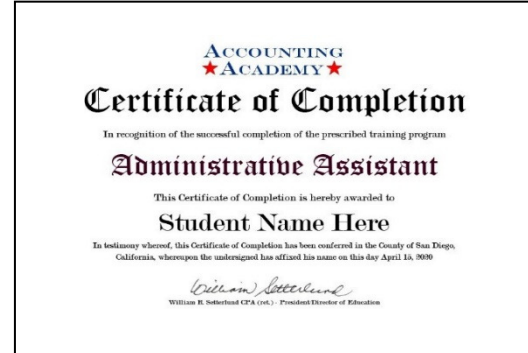 ACCOUNTING
★ACADEMY★
Certificate of Completion
In recognition of the successful completion of the prescribed training program
Administrative Assistant
This Certificate of Completion is hereby awarded to
Student Name Here
In testimony whereof, this Certificate of Completion has been conferred in the County of San Diego,
California, whereupon the undersigned has affixed his name on this day April 15, 2020
William Setterlund
William R. Setterlund CPA (ret.) - President/Director of Education